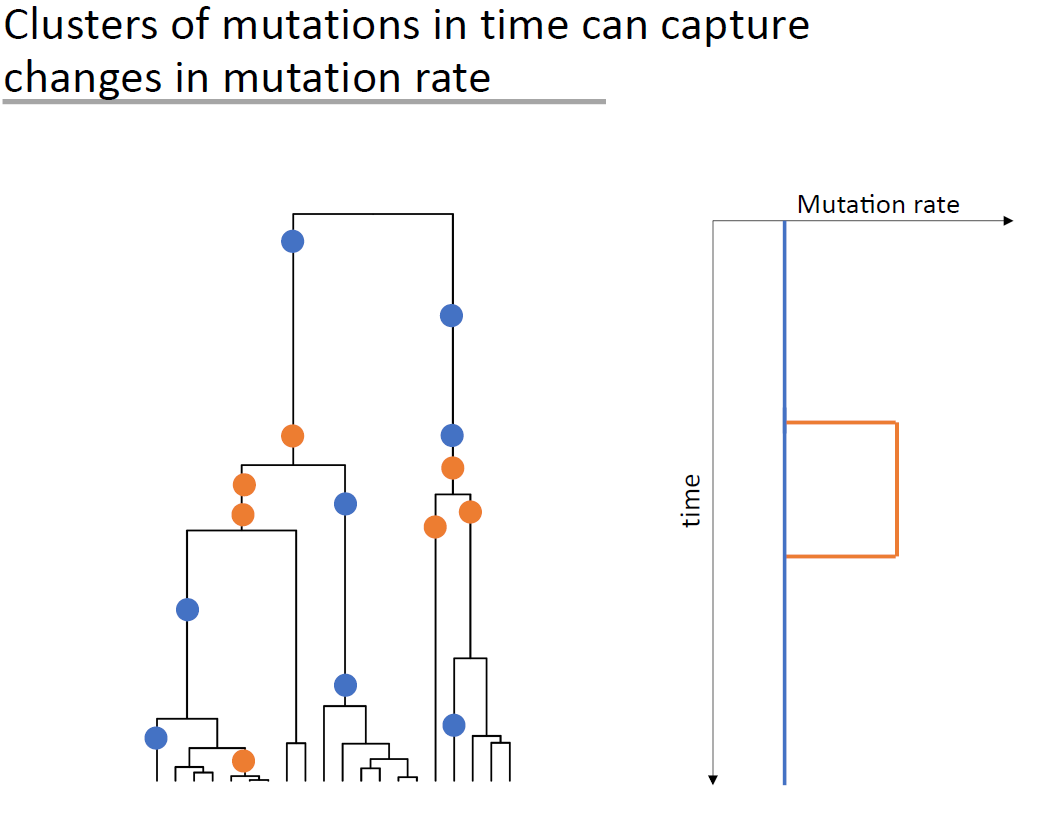 Clusters of mutations in time can capture
changes in mutation rate
Mutation rate
time